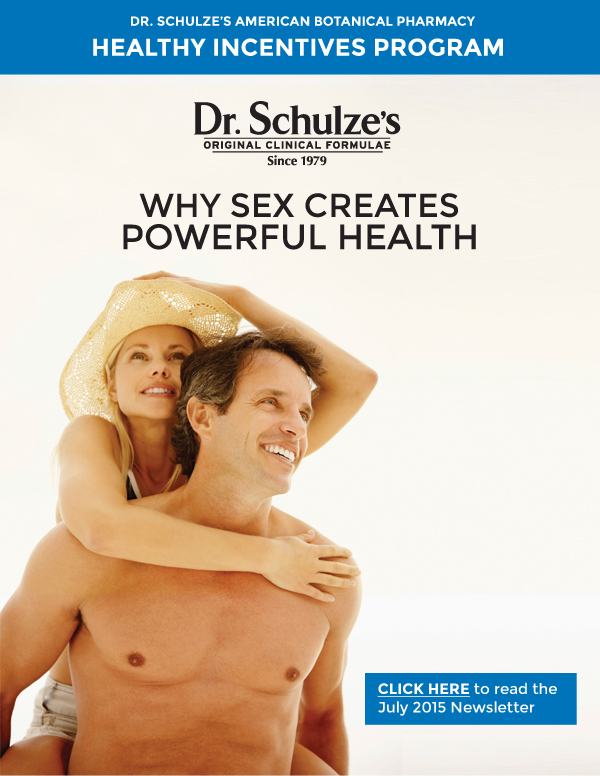 DR. SCHULZE'S AMERICAN BOTANICAL PHARMACY
HEALTHY INCENTIVES PROGRAM
Dr. Schulze's
ORIGINAL CLINICAL FORMULAE
Since 1979
WHY SEX CREATES
POWERFUL HEALTH
CLICK HERE to read the
July 2015 Newsletter